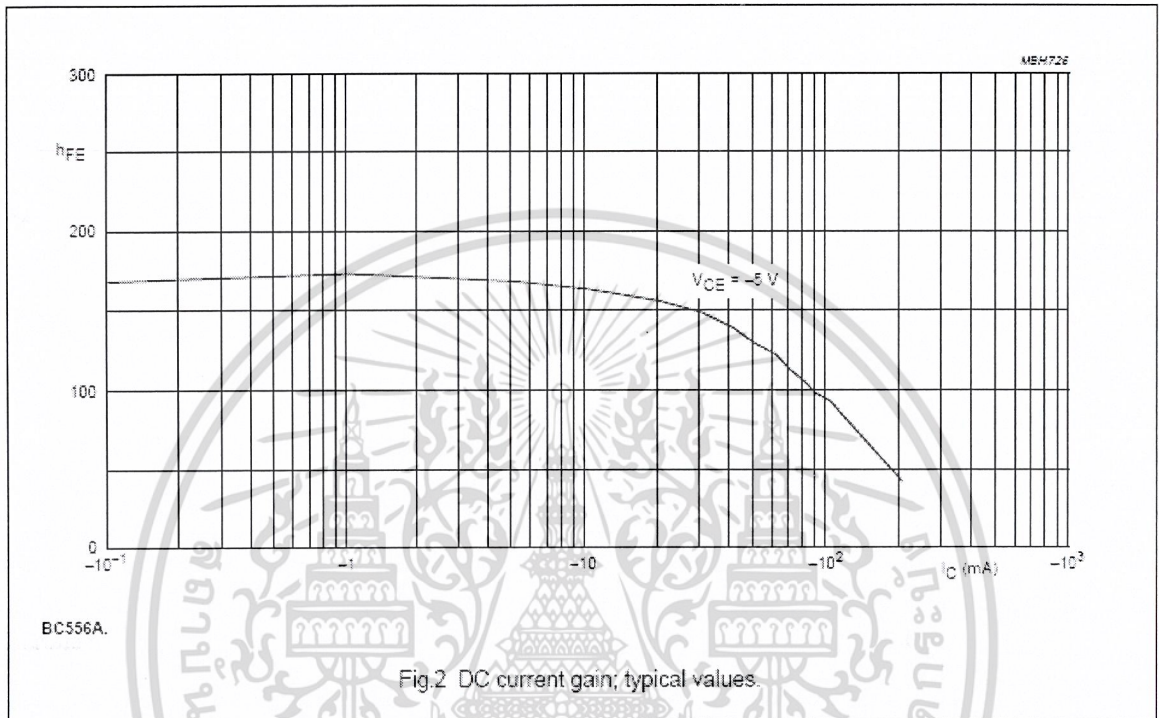 MBH726
300
hFE
200
VCE = –5 V
100
0
–10⁻¹
–1
–10
–10²
IC (mA)
–10³
BC556A.
Fig.2 DC current gain; typical values.